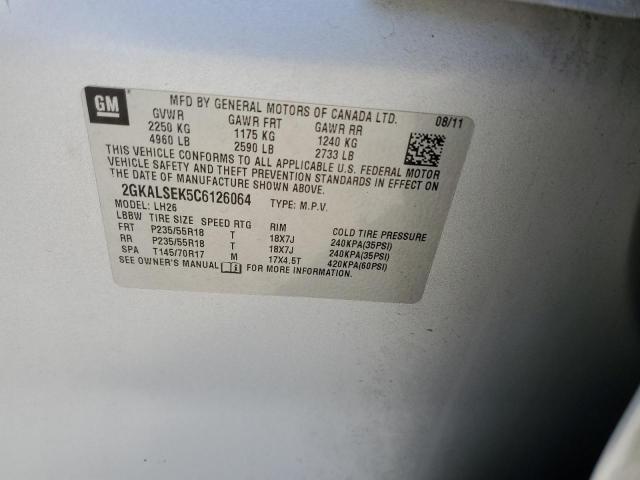 GM
MFD BY GENERAL MOTORS OF CANADA LTD. 08/11
GVWR GAWR FRT GAWR RR
2250 KG 1175 KG 1240 KG
4960 LB 2590 LB 2733 LB
THIS VEHICLE CONFORMS TO ALL APPLICABLE U.S. FEDERAL MOTOR
VEHICLE SAFETY AND THEFT PREVENTION STANDARDS IN EFFECT ON
THE DATE OF MANUFACTURE SHOWN ABOVE.
2GKALSEK5C6126064 TYPE: M.P.V.
MODEL: LH26
LBBW TIRE SIZE SPEED RTG RIM COLD TIRE PRESSURE
FRT P235/55R18 T 18X7J 240KPA(35PSI)
RR P235/55R18 T 18X7J 240KPA(35PSI)
SPA T145/70R17 M 17X4.5T 420KPA(60PSI)
SEE OWNER'S MANUAL FOR MORE INFORMATION.